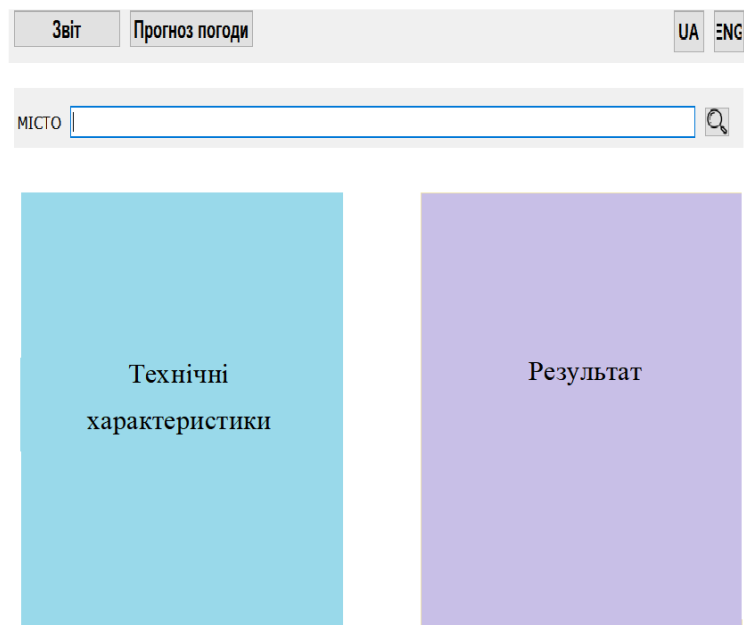 Звіт Прогноз погоди UA ENG
МІСТО
Технічні
характеристики
Результат